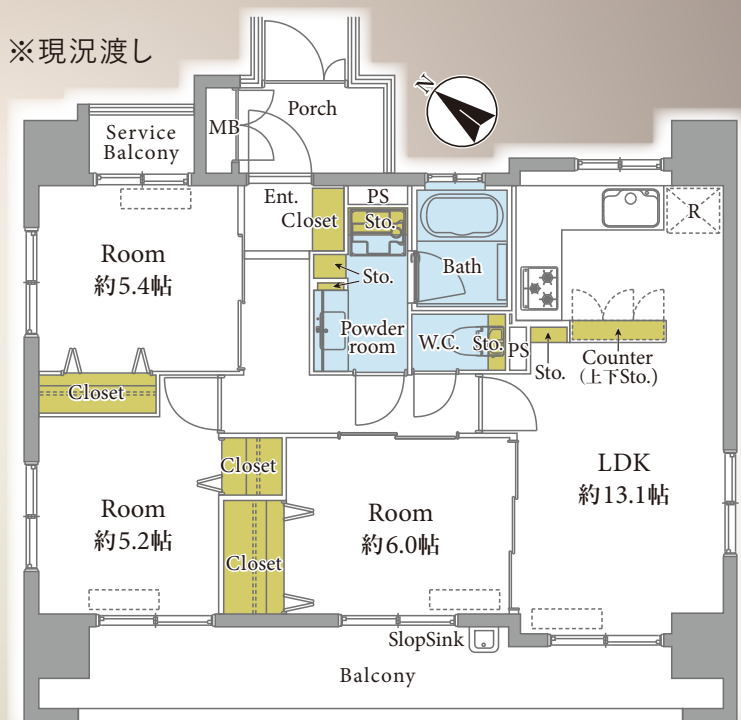 ※現況渡し
N
Porch
MB
Service
Balcony
Ent.
Closet
PS
Sto.
R
Room
約5.4帖
Sto.
Bath
Powder
room
W.C.
Sto.
PS
Sto.
Counter
(上下Sto.)
Closet
Closet
LDK
約13.1帖
Room
約5.2帖
Room
約6.0帖
Closet
SlopSink
Balcony